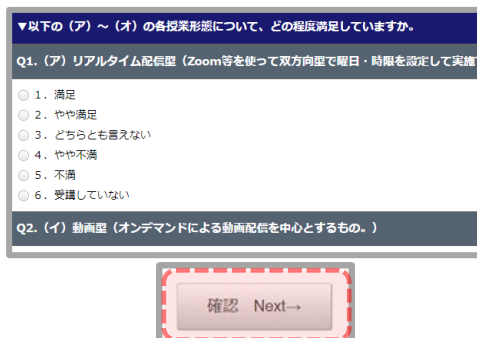 ▼以下の（ア）～（オ）の各授業形態について、どの程度満足していますか。
Q1.（ア）リアルタイム配信型（Zoom等を使って双方向型で曜日・時限を設定して実施
1．満足
2．やや満足
3．どちらとも言えない
4．やや不満
5．不満
6．受講していない
Q2.（イ）動画型（オンデマンドによる動画配信を中心とするもの。）
確認　Next→